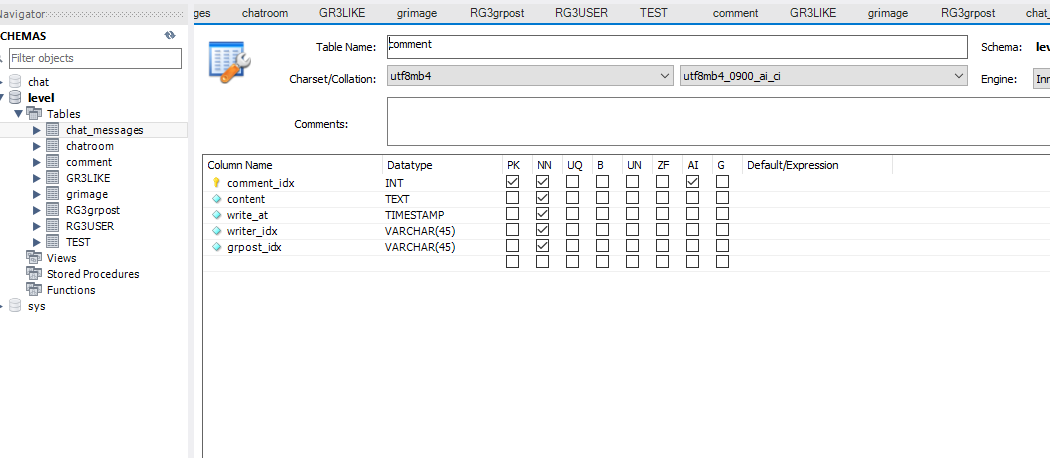 Navigator
SCHEMAS
Filter objects
chat
level
Tables
chat_messages
chatroom
comment
GR3LIKE
grimage
RG3grpost
RG3USER
TEST
Views
Stored Procedures
Functions
sys
ges chatroom GR3LIKE grimage RG3grpost RG3USER TEST comment GR3LIKE grimage RG3grpost chat_
Table Name: comment Schema: lev
Charset/Collation: utf8mb4 utf8mb4_0900_ai_ci Engine: Inn
Comments:
Column Name Datatype PK NN UQ B UN ZF AI G Default/Expression
comment_idx INT
content TEXT
write_at TIMESTAMP
writer_idx VARCHAR(45)
grpost_idx VARCHAR(45)